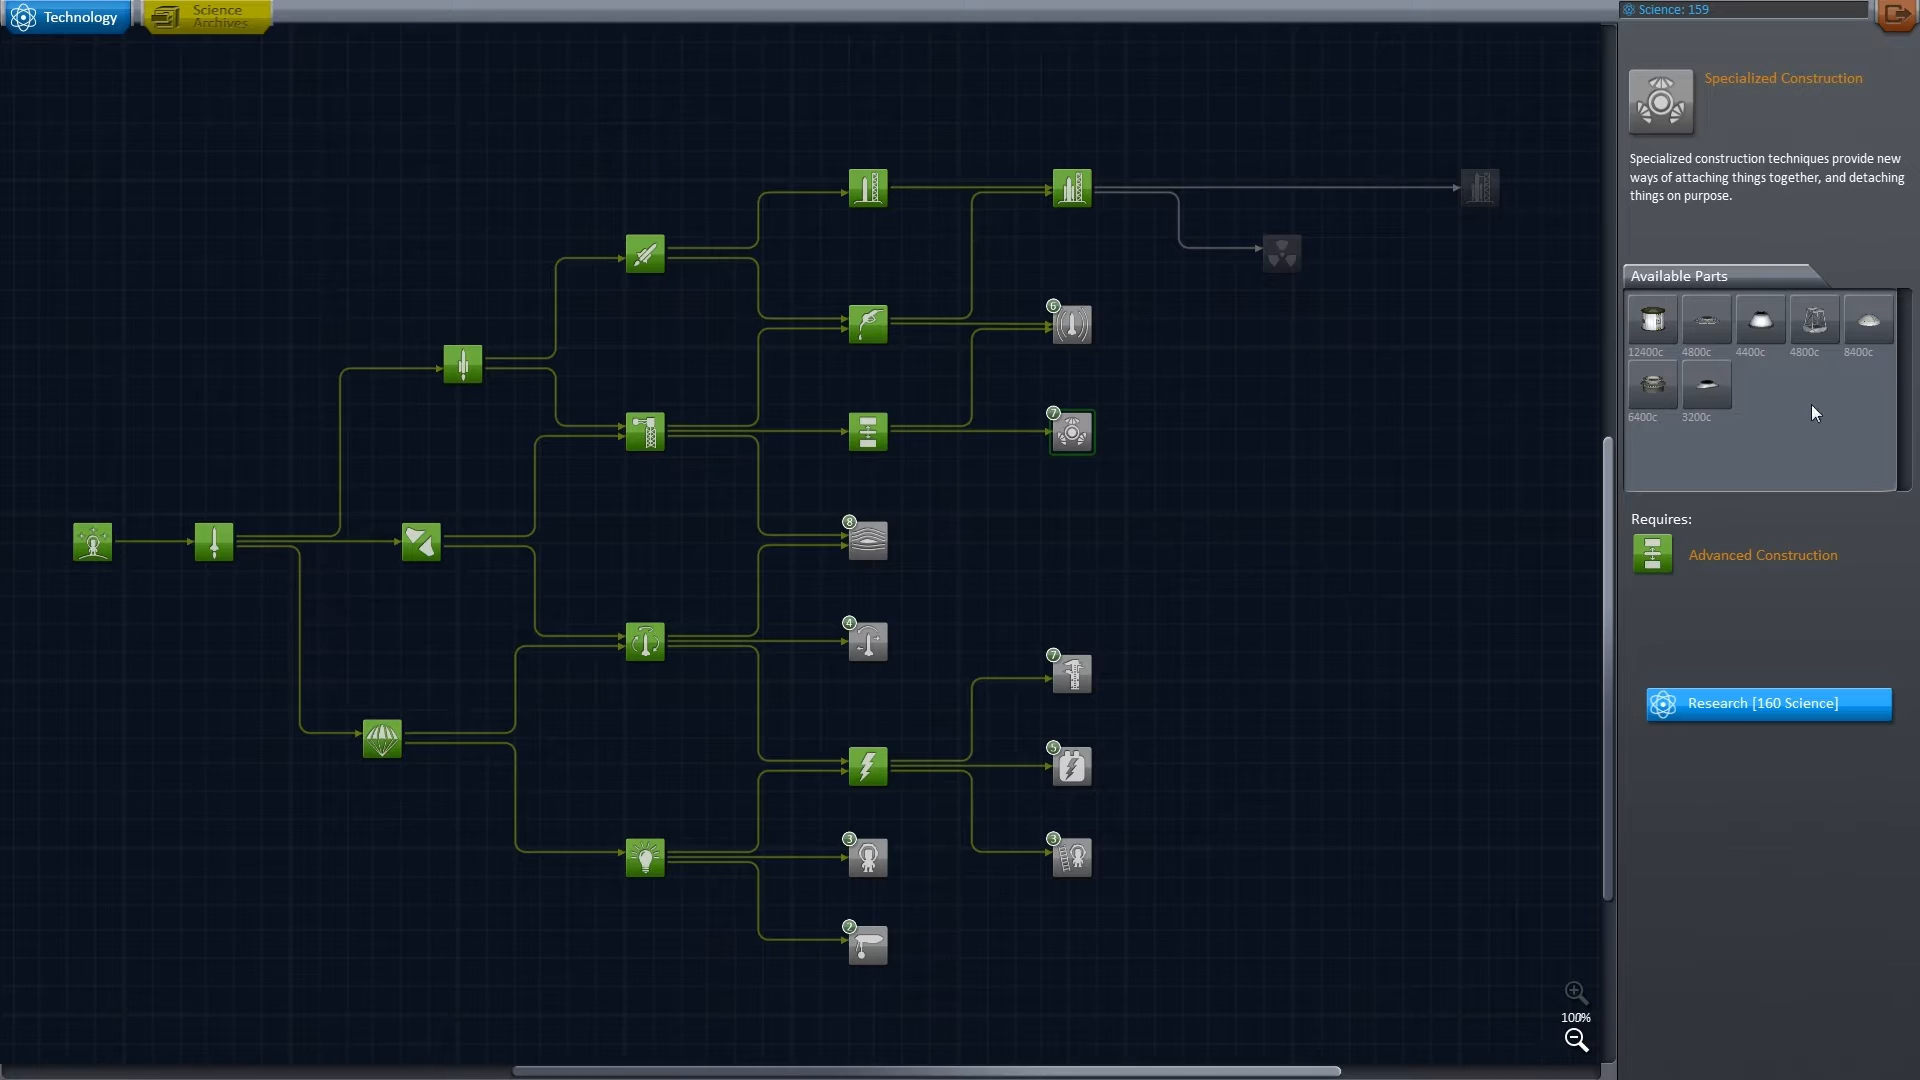 Technology
Science
Archives
Science: 159
Specialized Construction
Specialized construction techniques provide new
ways of attaching things together, and detaching
things on purpose.
Available Parts
12400c 4800c 4400c 4800c 8400c
6400c 3200c
Requires:
Advanced Construction
Research [160 Science]
6
7
8
4
7
5
3
3
2
100%